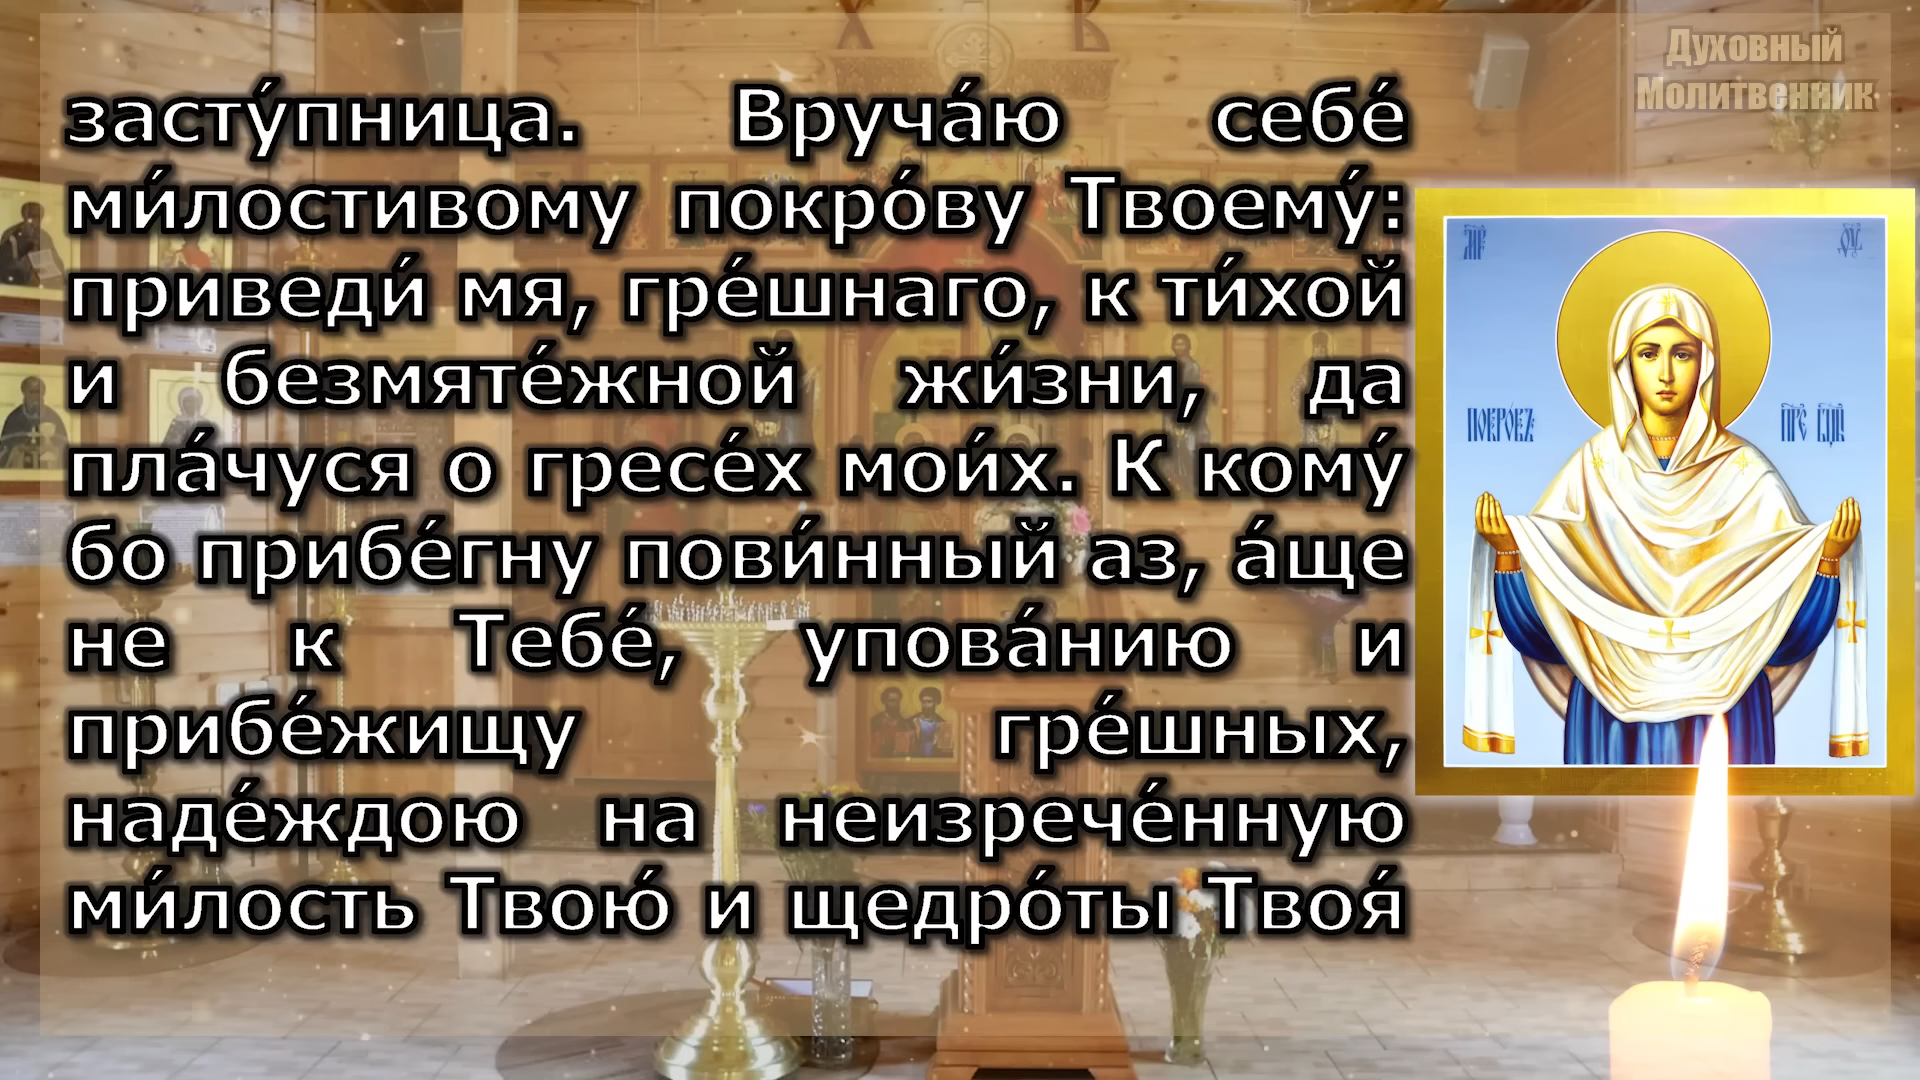 Духовный
Молитвенник
засту́пница. Вруча́ю себе́
ми́лостивому покро́ву Твоему́:
приведи́ мя, гре́шнаго, к ти́хой
и безмяте́жной жи́зни, да
пла́чуся о гресе́х мои́х. К кому́
бо прибе́гну пови́нный аз, а́ще
не к Тебе́, упова́нию и
прибе́жищу гре́шных,
наде́ждою на неизрече́нную
ми́лость Твою́ и щедро́ты Твоя́
ПОКРО́ВЪ